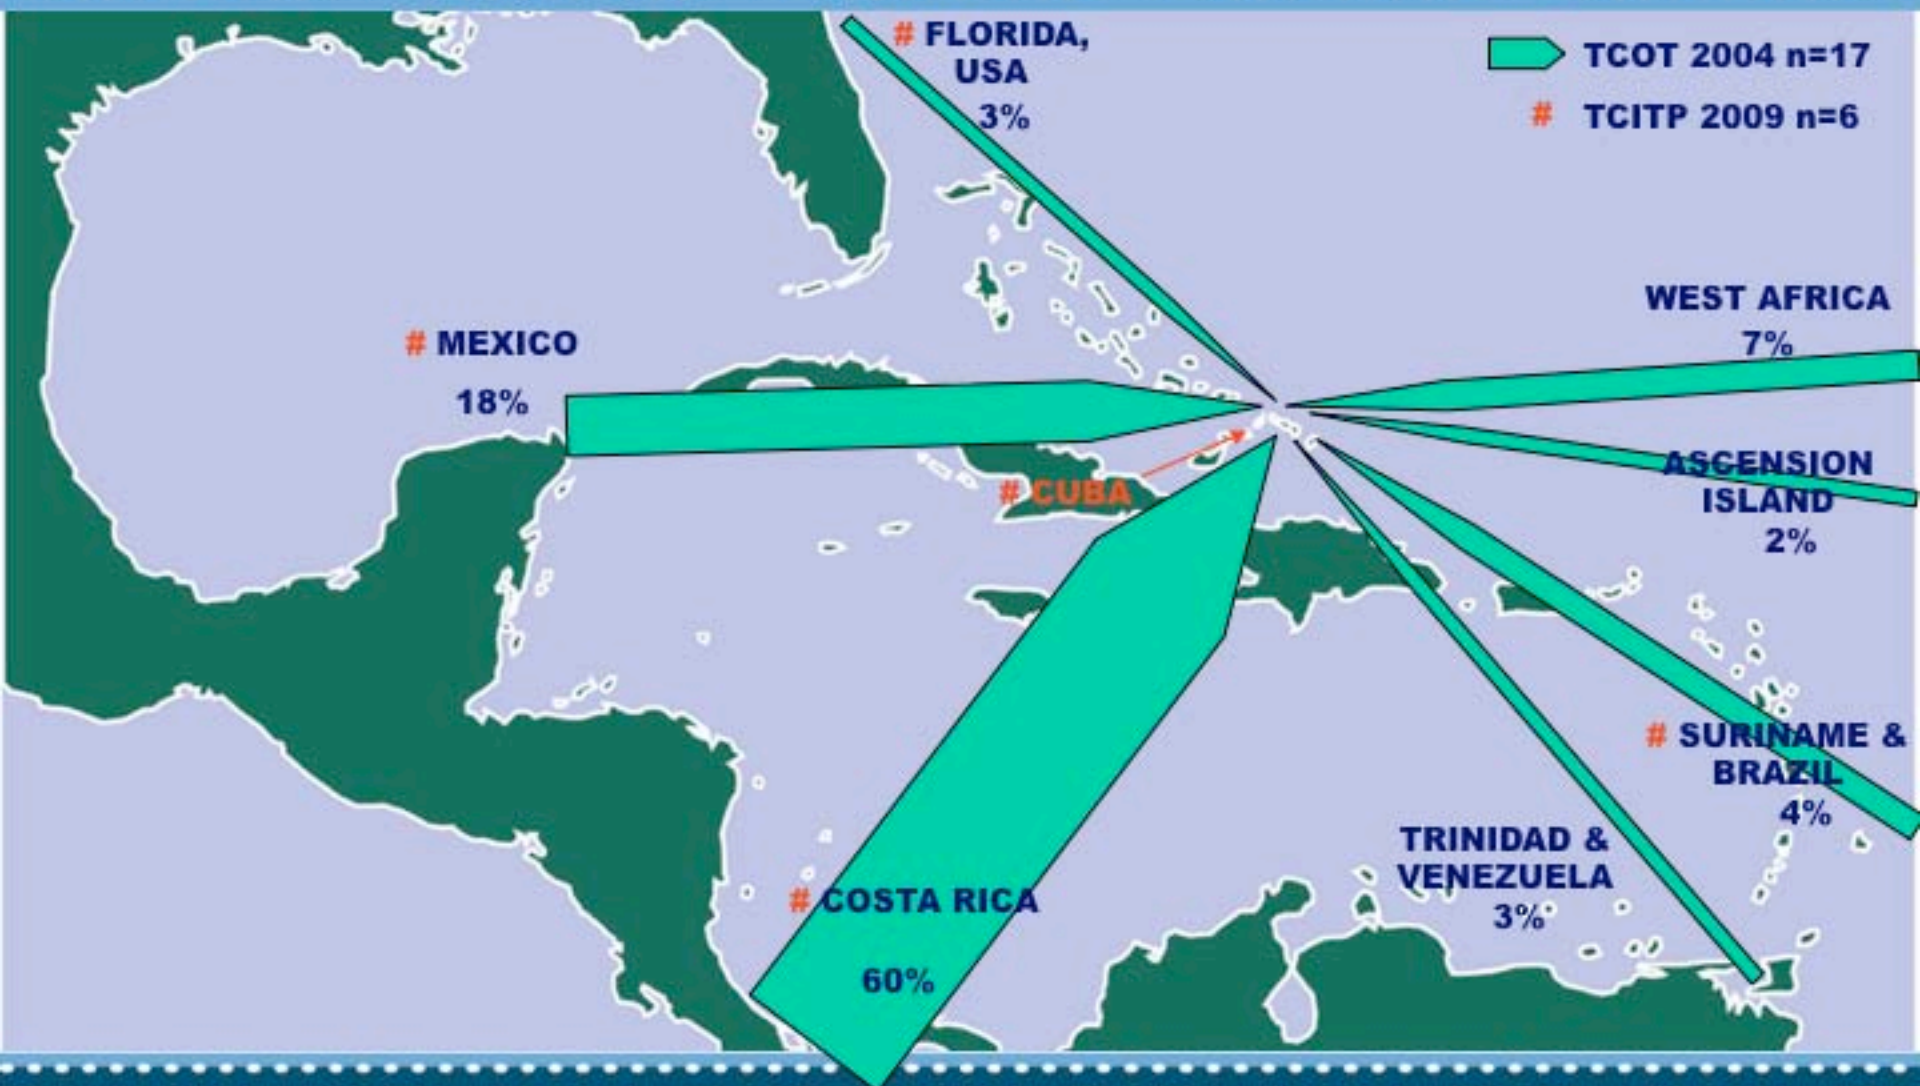 # FLORIDA,
USA
3%
TCOT 2004 n=17
# TCITP 2009 n=6
WEST AFRICA
7%
# MEXICO
18%
ASCENSION
ISLAND
2%
# CUBA
# SURINAME &
BRAZIL
4%
TRINIDAD &
VENEZUELA
3%
# COSTA RICA
60%